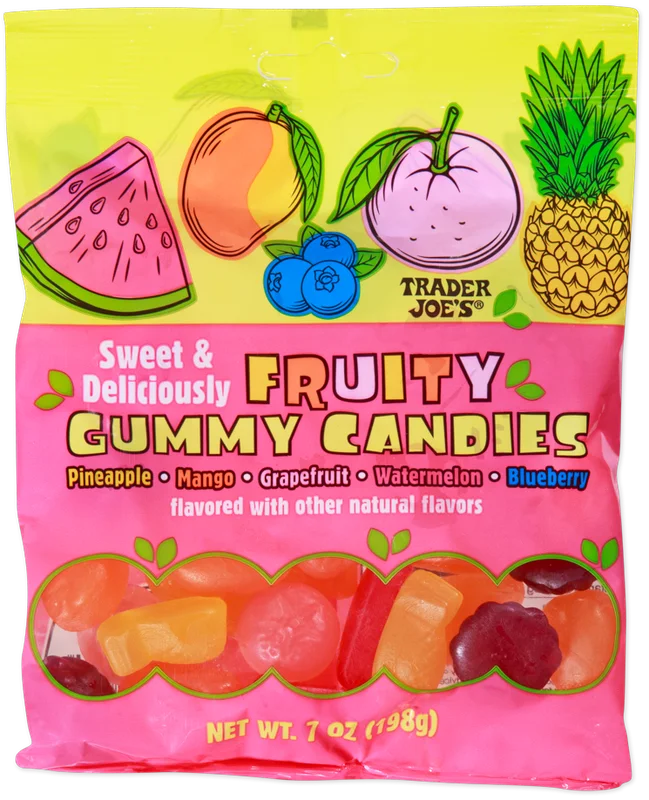 TRADER
JOE'S®
Sweet &
Deliciously
FRUITY
GUMMY CANDIES
Pineapple • Mango • Grapefruit • Watermelon • Blueberry
flavored with other natural flavors
NET WT. 7 OZ (198g)